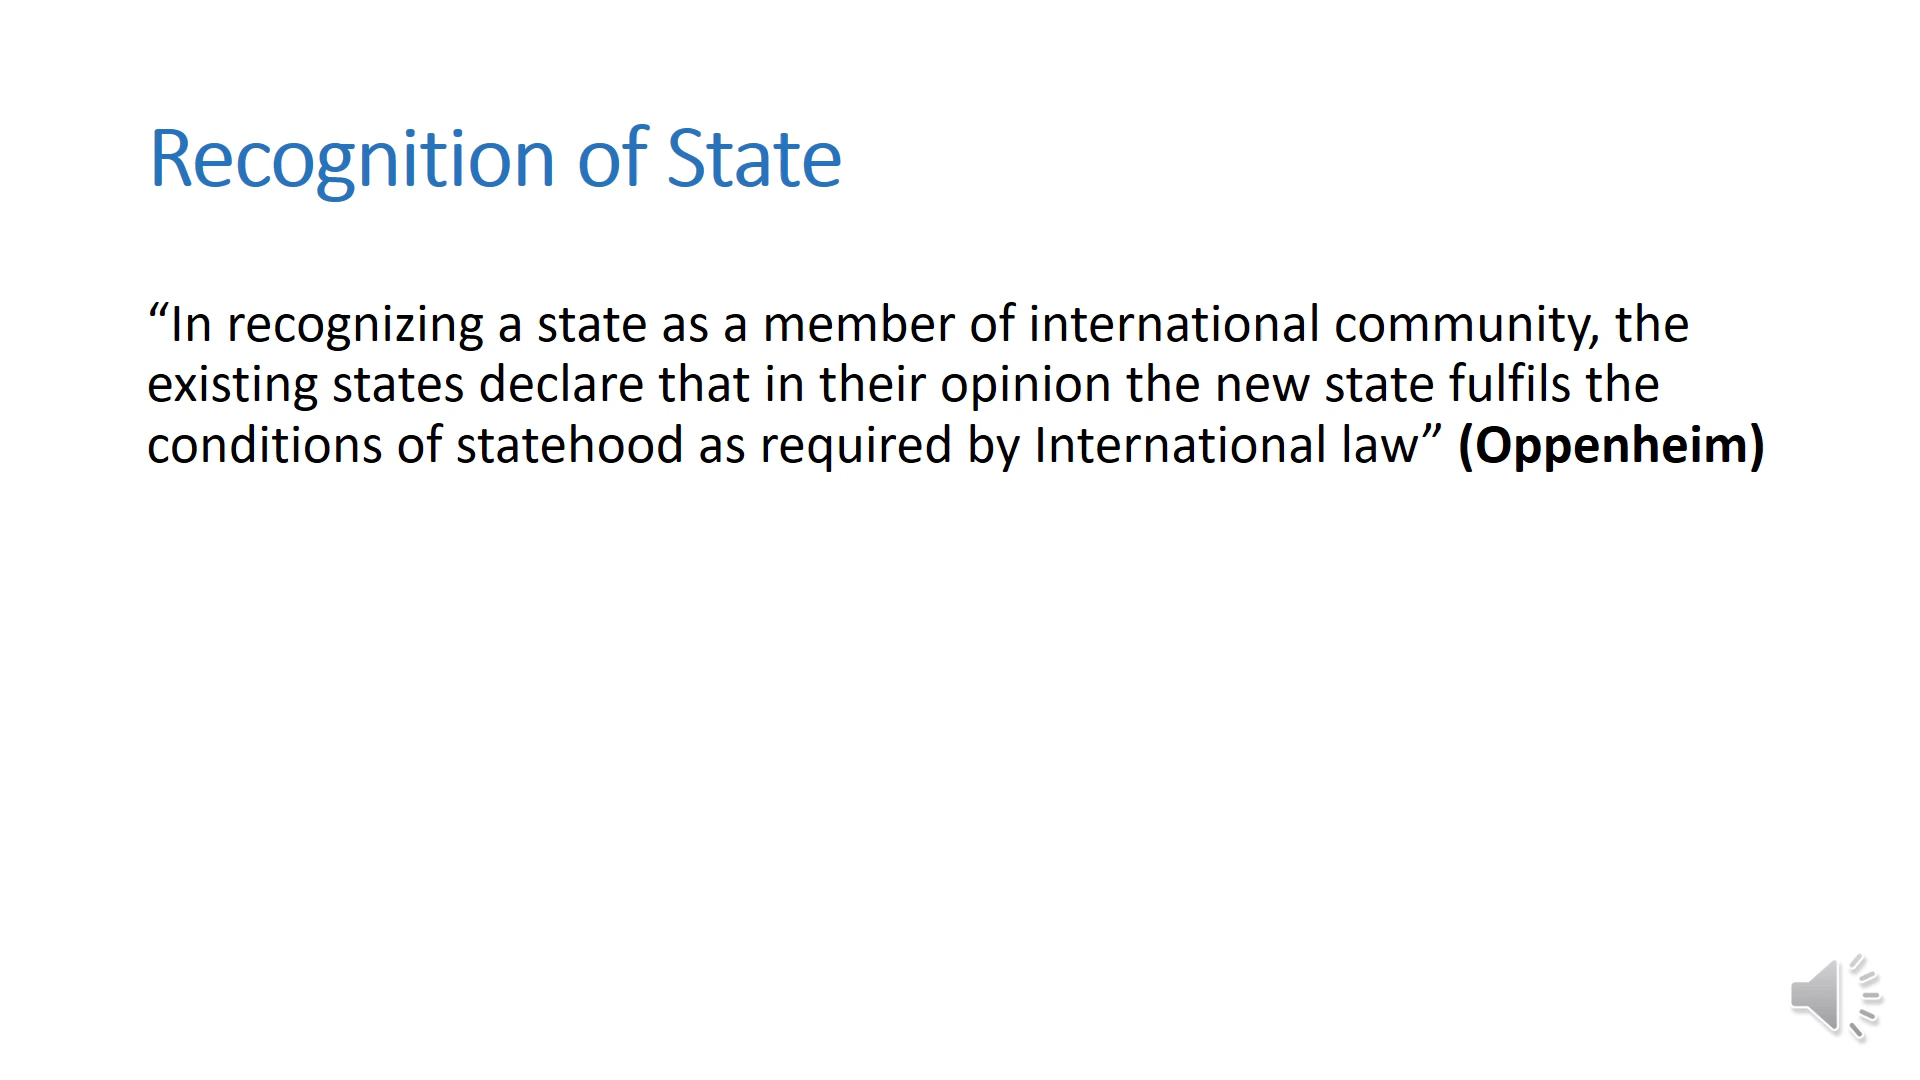 Recognition of State
“In recognizing a state as a member of international community, the
existing states declare that in their opinion the new state fulfils the
conditions of statehood as required by International law” (Oppenheim)